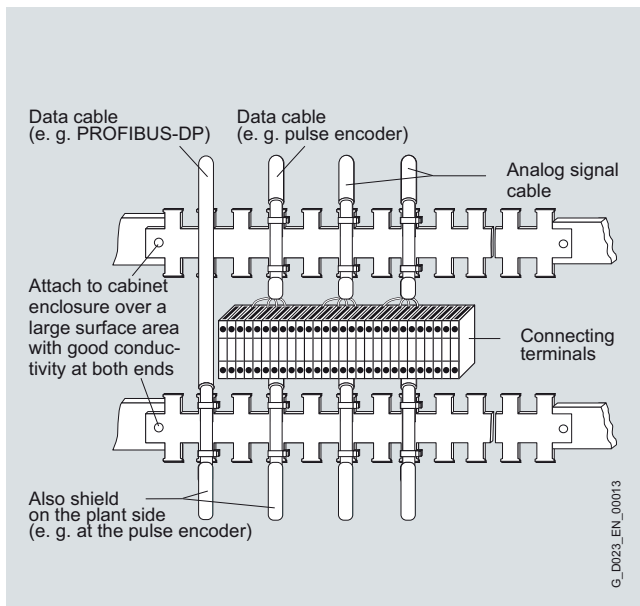 Data cable
(e. g. PROFIBUS-DP)
Data cable
(e. g. pulse encoder)
Analog signal
cable
Attach to cabinet
enclosure over a
large surface area
with good conduc-
tivity at both ends
Connecting
terminals
Also shield
on the plant side
(e. g. at the pulse encoder)
G_D023_EN_00013